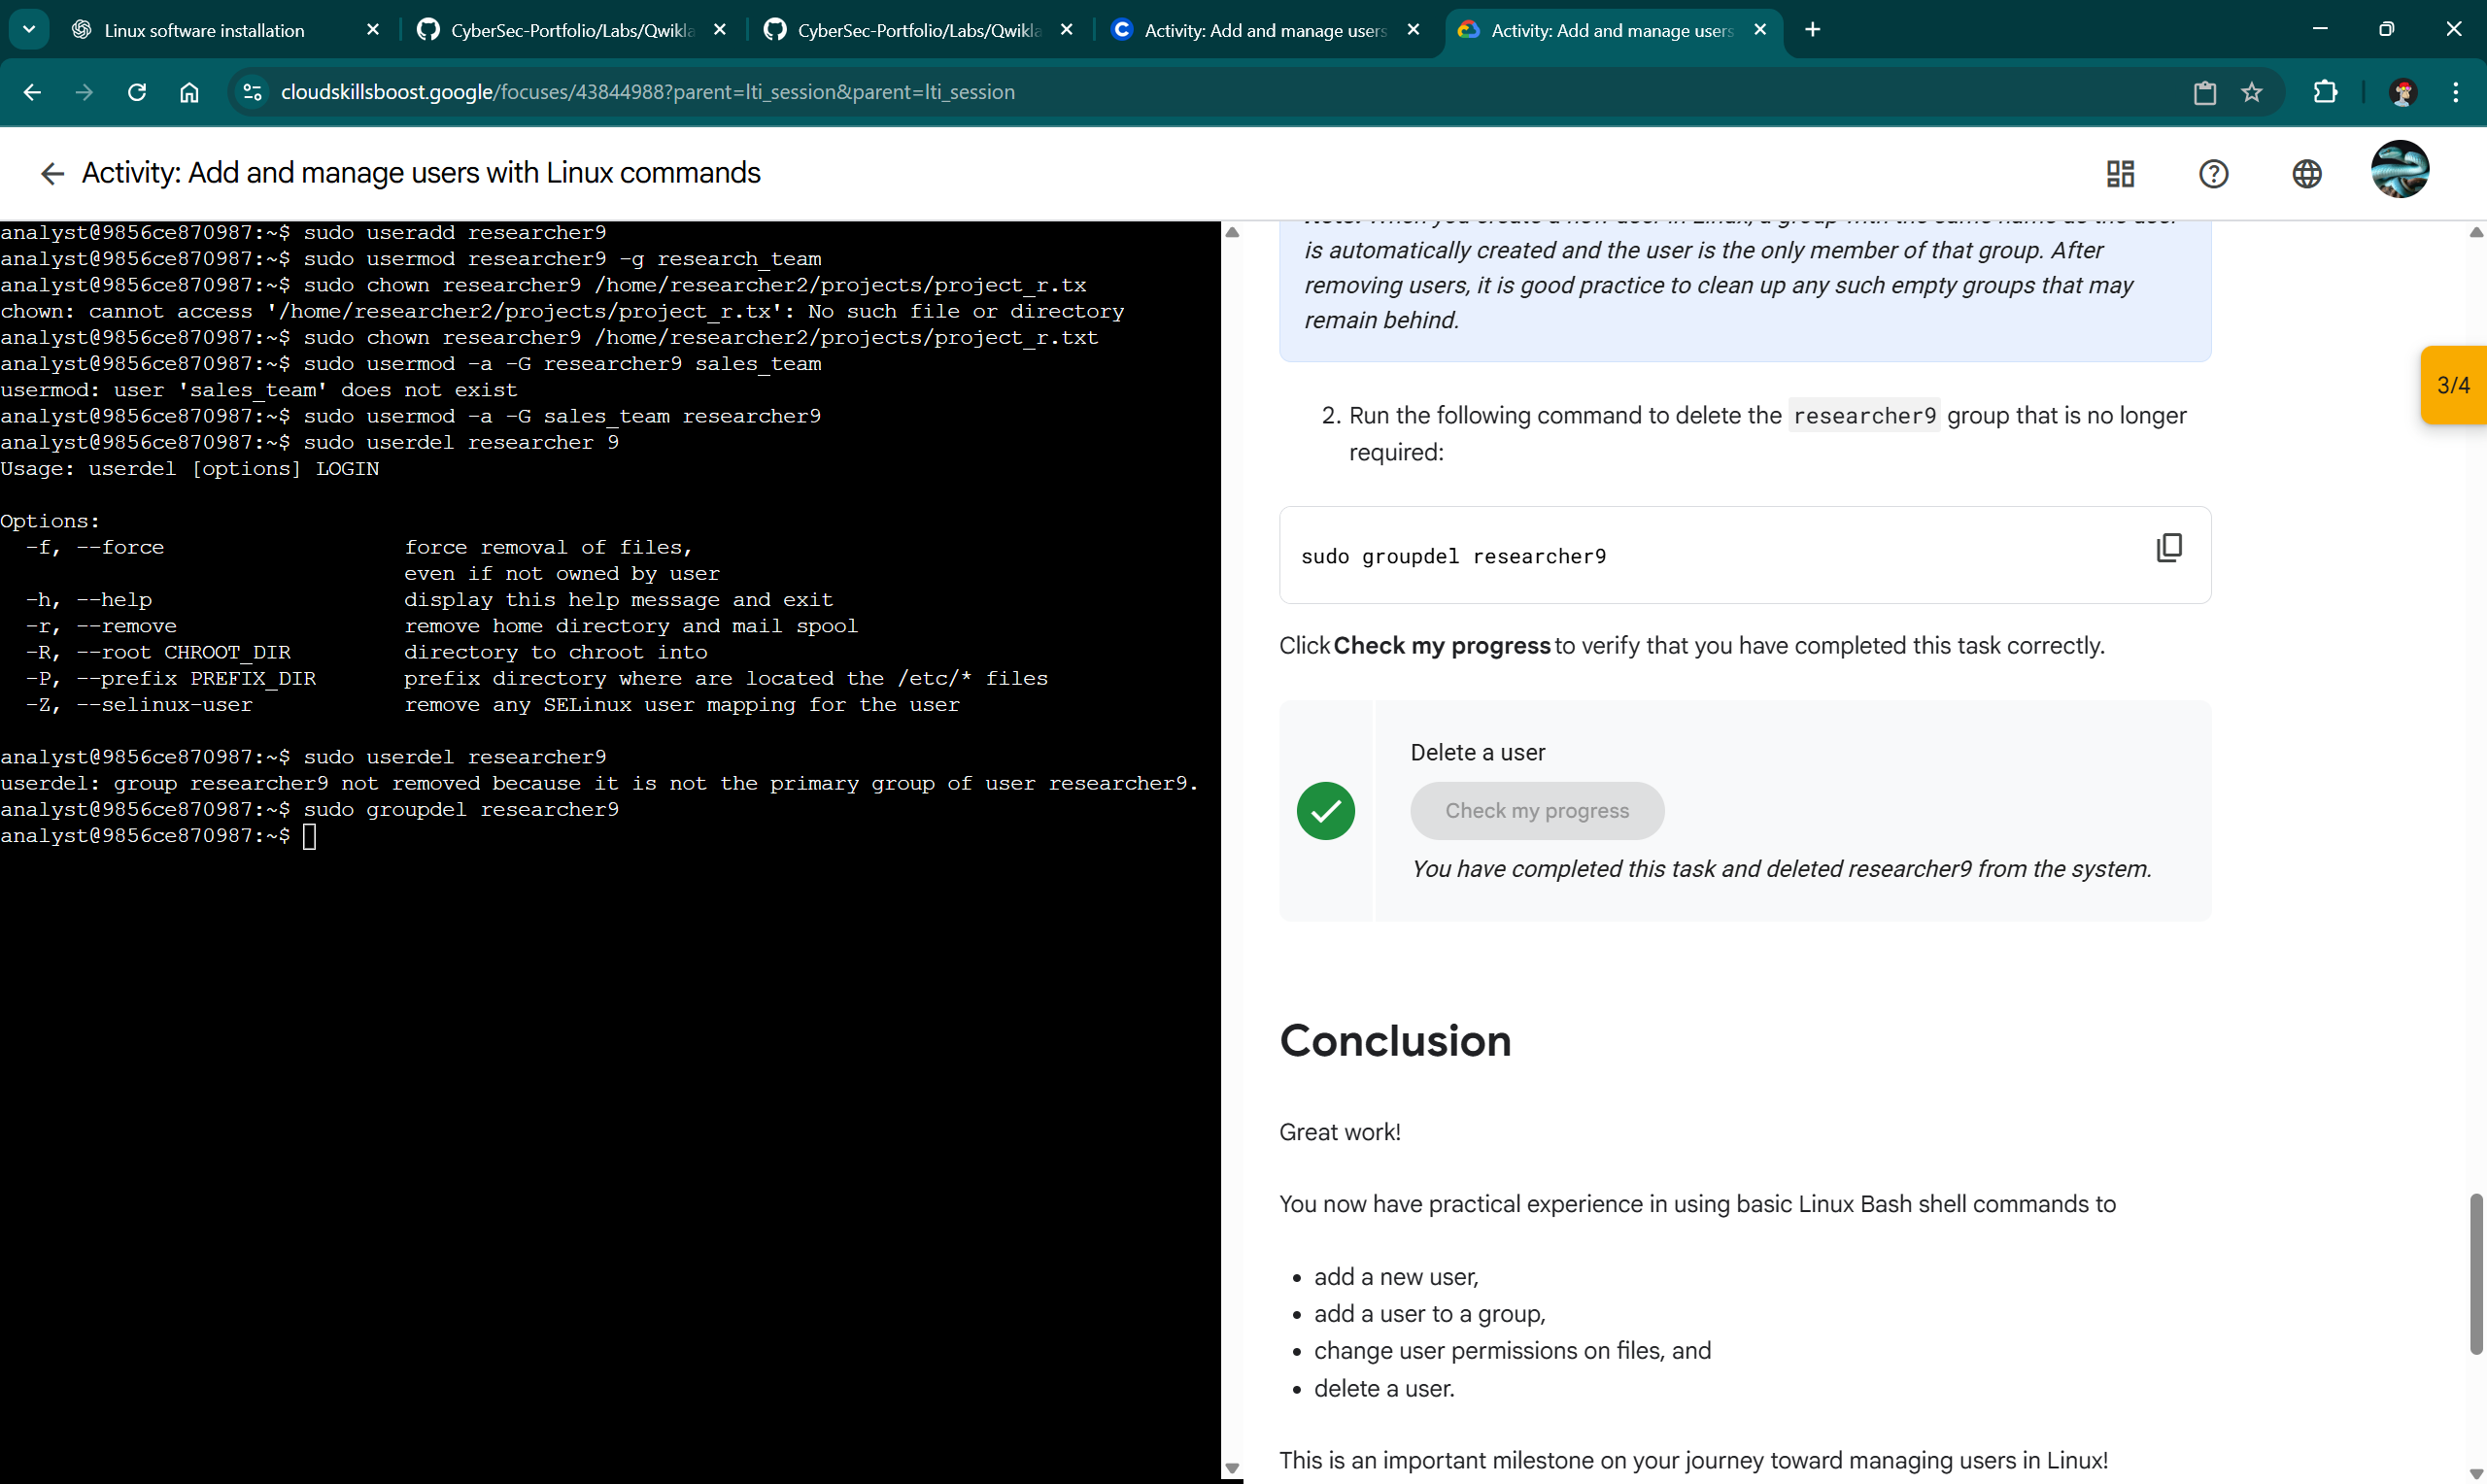 Linux software installation
CyberSec-Portfolio/Labs/Qwikla
CyberSec-Portfolio/Labs/Qwikla
Activity: Add and manage users
Activity: Add and manage users
cloudskillsboost.google/focuses/43844988?parent=lti_session&parent=lti_session
Activity: Add and manage users with Linux commands
analyst@9856ce870987:~$ sudo useradd researcher9
analyst@9856ce870987:~$ sudo usermod researcher9 -g research_team
analyst@9856ce870987:~$ sudo chown researcher9 /home/researcher2/projects/project_r.tx
chown: cannot access '/home/researcher2/projects/project_r.tx': No such file or directory
analyst@9856ce870987:~$ sudo chown researcher9 /home/researcher2/projects/project_r.txt
analyst@9856ce870987:~$ sudo usermod -a -G researcher9 sales_team
usermod: user 'sales_team' does not exist
analyst@9856ce870987:~$ sudo usermod -a -G sales_team researcher9
analyst@9856ce870987:~$ sudo userdel researcher 9
Usage: userdel [options] LOGIN
Options:
-f, --force force removal of files,
even if not owned by user
-h, --help display this help message and exit
-r, --remove remove home directory and mail spool
-R, --root CHROOT_DIR directory to chroot into
-P, --prefix PREFIX_DIR prefix directory where are located the /etc/* files
-Z, --selinux-user remove any SELinux user mapping for the user
analyst@9856ce870987:~$ sudo userdel researcher9
userdel: group researcher9 not removed because it is not the primary group of user researcher9.
analyst@9856ce870987:~$ sudo groupdel researcher9
analyst@9856ce870987:~$
Note: When you create a new user in Linux, a group with the same name as the user
is automatically created and the user is the only member of that group. After
removing users, it is good practice to clean up any such empty groups that may
remain behind.
3/4
2. Run the following command to delete the researcher9 group that is no longer
required:
sudo groupdel researcher9
Click Check my progress to verify that you have completed this task correctly.
Delete a user
Check my progress
You have completed this task and deleted researcher9 from the system.
Conclusion
Great work!
You now have practical experience in using basic Linux Bash shell commands to
• add a new user,
• add a user to a group,
• change user permissions on files, and
• delete a user.
This is an important milestone on your journey toward managing users in Linux!